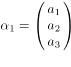 α₁ = (a₁
a₂
a₃)